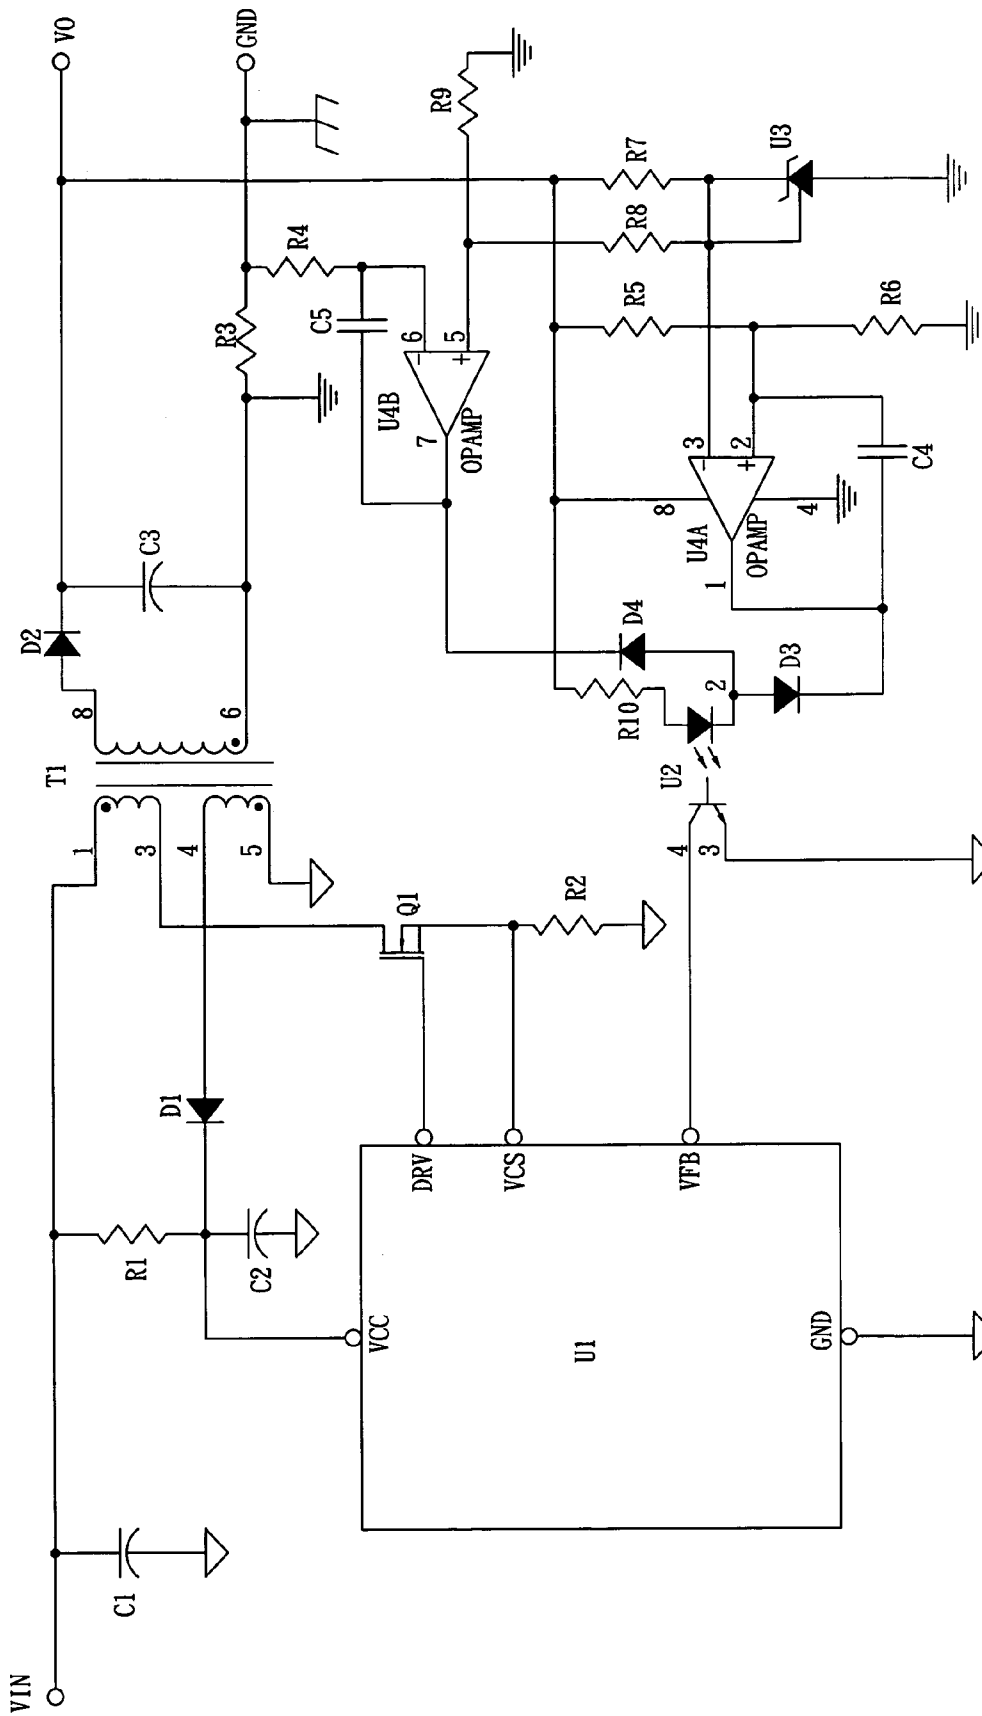 VIN
C1
R1
C2
D1
T1
1
3
4
5
8
6
D2
C3
VO
GND
R3
R4
C5
R9
U4B
6
5
7
OPAMP
Q1
R2
VCC
DRV
VCS
VFB
GND
U1
U2
4
3
R10
2
D4
D3
U4A
OPAMP
8
4
1
3
2
C4
R5
R6
R7
R8
U3
－
+
－
+